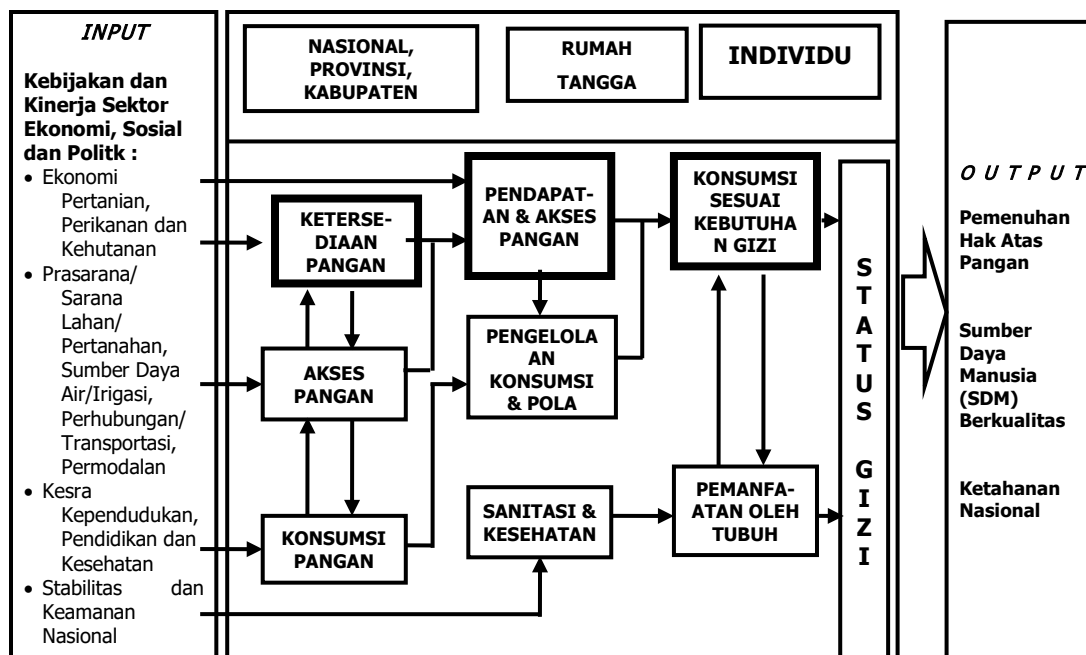 INPUT
Kebijakan dan
Kinerja Sektor
Ekonomi, Sosial
dan Politk :
• Ekonomi
Pertanian,
Perikanan dan
Kehutanan
• Prasarana/
Sarana
Lahan/
Pertanahan,
Sumber Daya
Air/Irigasi,
Perhubungan/
Transportasi,
Permodalan
• Kesra
Kependudukan,
Pendidikan dan
Kesehatan
• Stabilitas dan
Keamanan
Nasional
NASIONAL,
PROVINSI,
KABUPATEN
RUMAH
TANGGA
INDIVIDU
KETERSE-
DIAAN
PANGAN
AKSES
PANGAN
KONSUMSI
PANGAN
PENDAPAT-
AN & AKSES
PANGAN
PENGELOLA
AN
KONSUMSI
& POLA
SANITASI &
KESEHATAN
KONSUMSI
SESUAI
KEBUTUHA
N GIZI
PEMANFA-
ATAN OLEH
TUBUH
S
T
A
T
U
S
G
I
Z
I
O U T P U T
Pemenuhan
Hak Atas
Pangan
Sumber
Daya
Manusia
(SDM)
Berkualitas
Ketahanan
Nasional